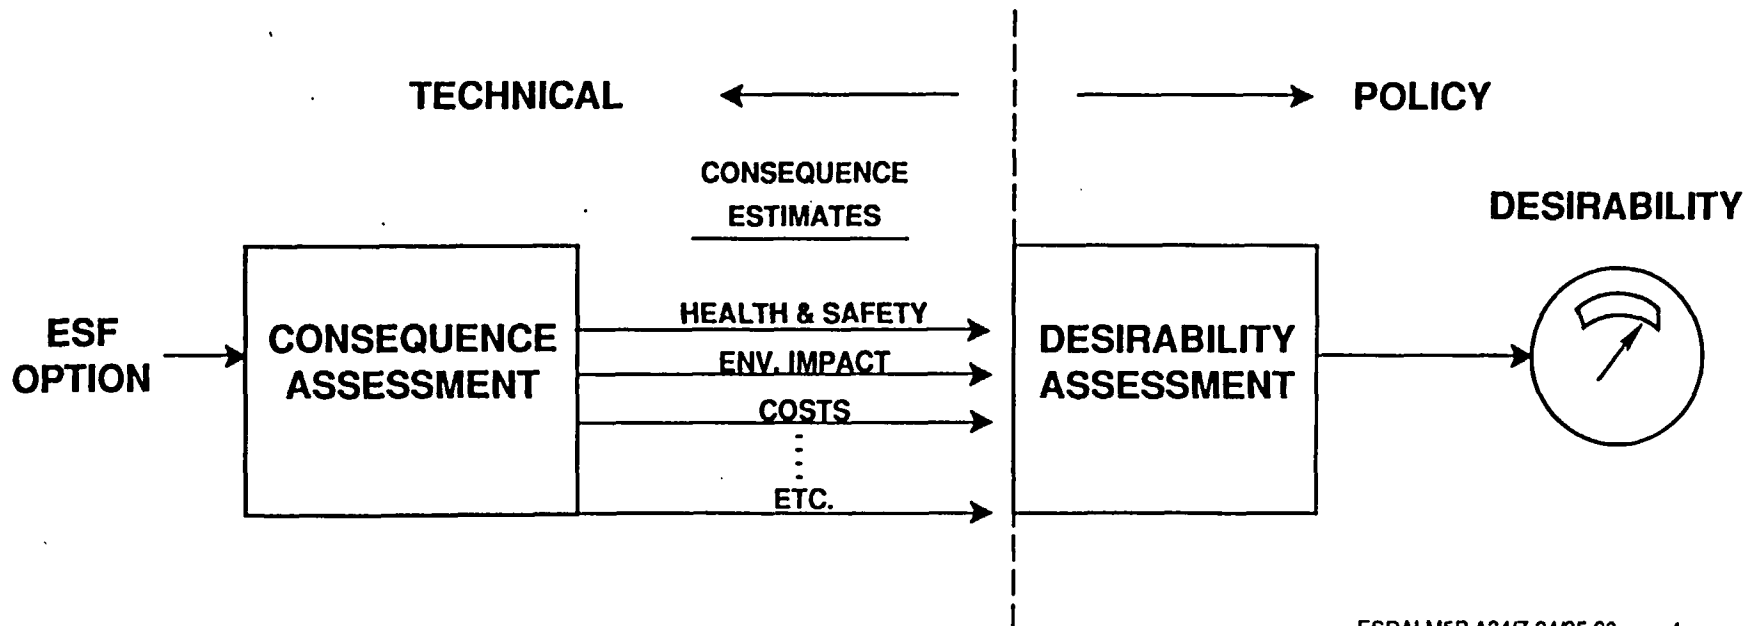 TECHNICAL
POLICY
CONSEQUENCE
ESTIMATES
DESIRABILITY
ESF
OPTION
CONSEQUENCE
ASSESSMENT
HEALTH & SAFETY
ENV. IMPACT
COSTS
ETC.
DESIRABILITY
ASSESSMENT